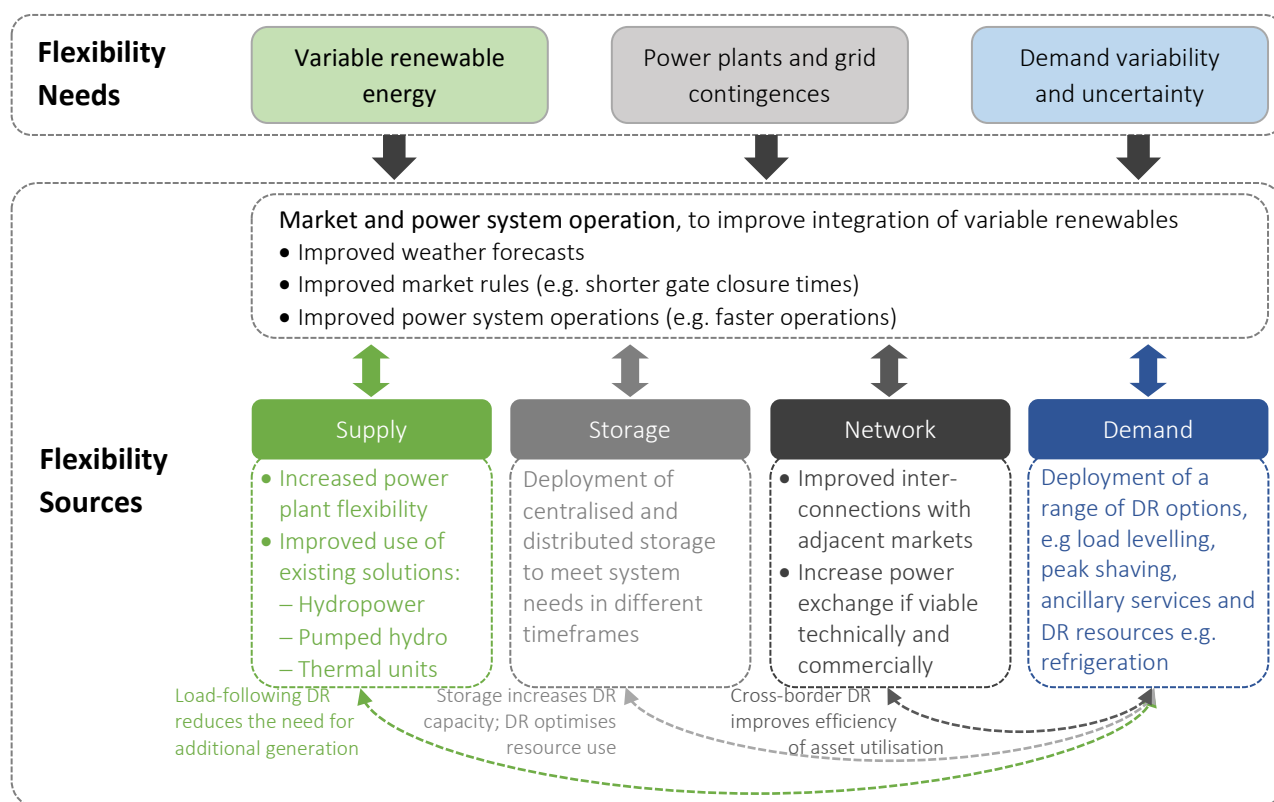 Flexibility
Needs
Variable renewable
energy
Power plants and grid
contingences
Demand variability
and uncertainty
Flexibility
Sources
Market and power system operation, to improve integration of variable renewables
• Improved weather forecasts
• Improved market rules (e.g. shorter gate closure times)
• Improved power system operations (e.g. faster operations)
Supply
• Increased power
plant flexibility
• Improved use of
existing solutions:
– Hydropower
– Pumped hydro
– Thermal units
Storage
Deployment of
centralised and
distributed storage
to meet system
needs in different
timeframes
Network
• Improved inter-
connections with
adjacent markets
• Increase power
exchange if viable
technically and
commercially
Demand
Deployment of a
range of DR options,
e.g load levelling,
peak shaving,
ancillary services and
DR resources e.g.
refrigeration
Load-following DR
reduces the need for
additional generation
Storage increases DR
capacity; DR optimises
resource use
Cross-border DR
improves efficiency
of asset utilisation